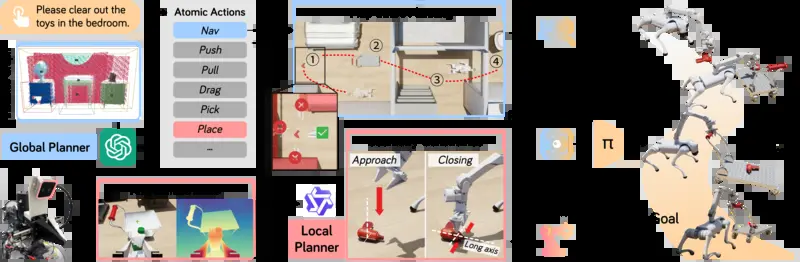 Please clear out the
toys in the bedroom.
Global Planner
Atomic Actions
Nav
Push
Pull
Drag
Pick
Place
...
①
②
③
④
Local
Planner
Approach
Closing
Long axis
π
Goal